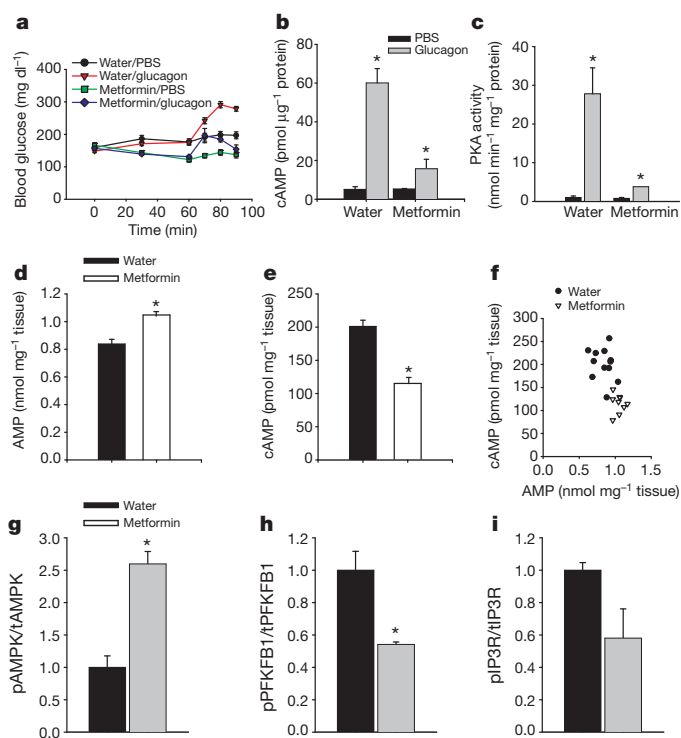 a
Water/PBS
Water/glucagon
Metformin/PBS
Metformin/glucagon
Blood glucose (mg dl⁻¹)
400
300
200
100
0
0 20 40 60 80 100
Time (min)
b
PBS
Glucagon
cAMP (pmol µg⁻¹ protein)
80
60
40
20
0
*
*
Water Metformin
c
PKA activity
(nmol min⁻¹ mg⁻¹ protein)
40
30
20
10
0
*
*
Water Metformin
d
Water
Metformin
AMP (nmol mg⁻¹ tissue)
1.2
1.0
0.8
0.6
0.4
0.2
0.0
*
e
cAMP (pmol mg⁻¹ tissue)
250
200
150
100
50
0
*
f
Water
Metformin
cAMP (pmol mg⁻¹ tissue)
300
250
200
150
100
50
0
0.0 0.5 1.0 1.5
AMP (nmol mg⁻¹ tissue)
g
Water
Metformin
pAMPK/tAMPK
3.0
2.5
2.0
1.5
1.0
0.5
0.0
*
h
pPFKFB1/tPFKFB1
1.2
1.0
0.8
0.6
0.4
0.2
0.0
*
i
pIP3R/tIP3R
1.2
1.0
0.8
0.6
0.4
0.2
0.0